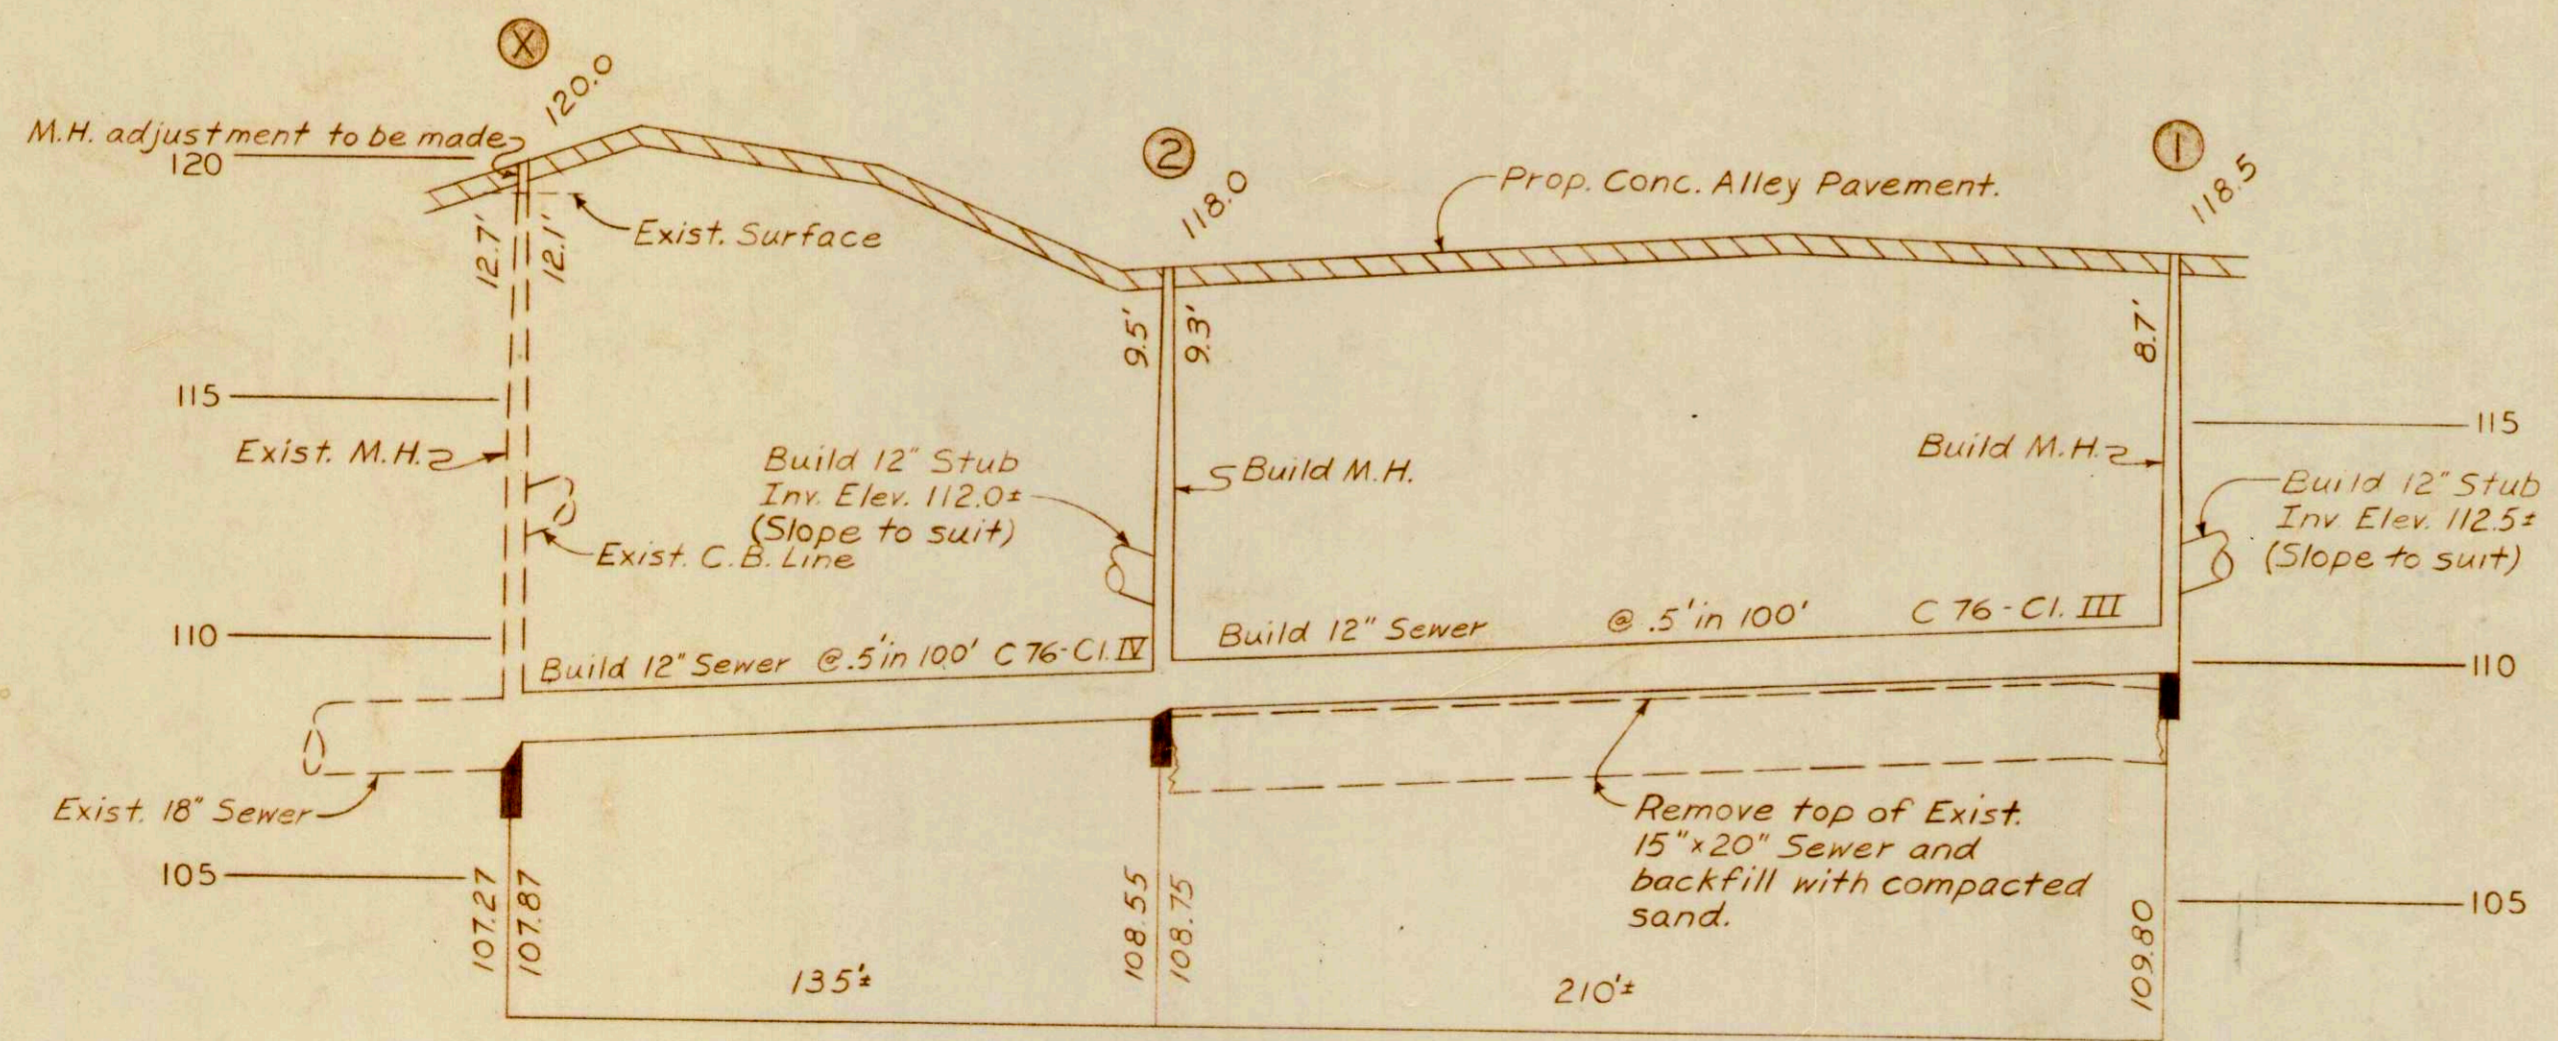 X
120.0
M.H. adjustment to be made
120
2
118.0
1
118.5
Prop. Conc. Alley Pavement.
Exist. Surface
12.7'
12.1'
9.5'
9.3'
8.7'
115
115
Exist. M.H.
Build 12" Stub
Inv. Elev. 112.0±
(Slope to suit)
Build M.H.
Build M.H.
Build 12" Stub
Inv. Elev. 112.5±
(Slope to suit)
Exist. C.B. Line
110
Build 12" Sewer @ .5' in 100' C 76-Cl. IV
Build 12" Sewer @ .5' in 100' C 76-Cl. III
110
Exist. 18" Sewer
Remove top of Exist.
15"x20" Sewer and
backfill with compacted
sand.
105
105
107.27
107.87
108.55
108.75
109.80
135'±
210'±